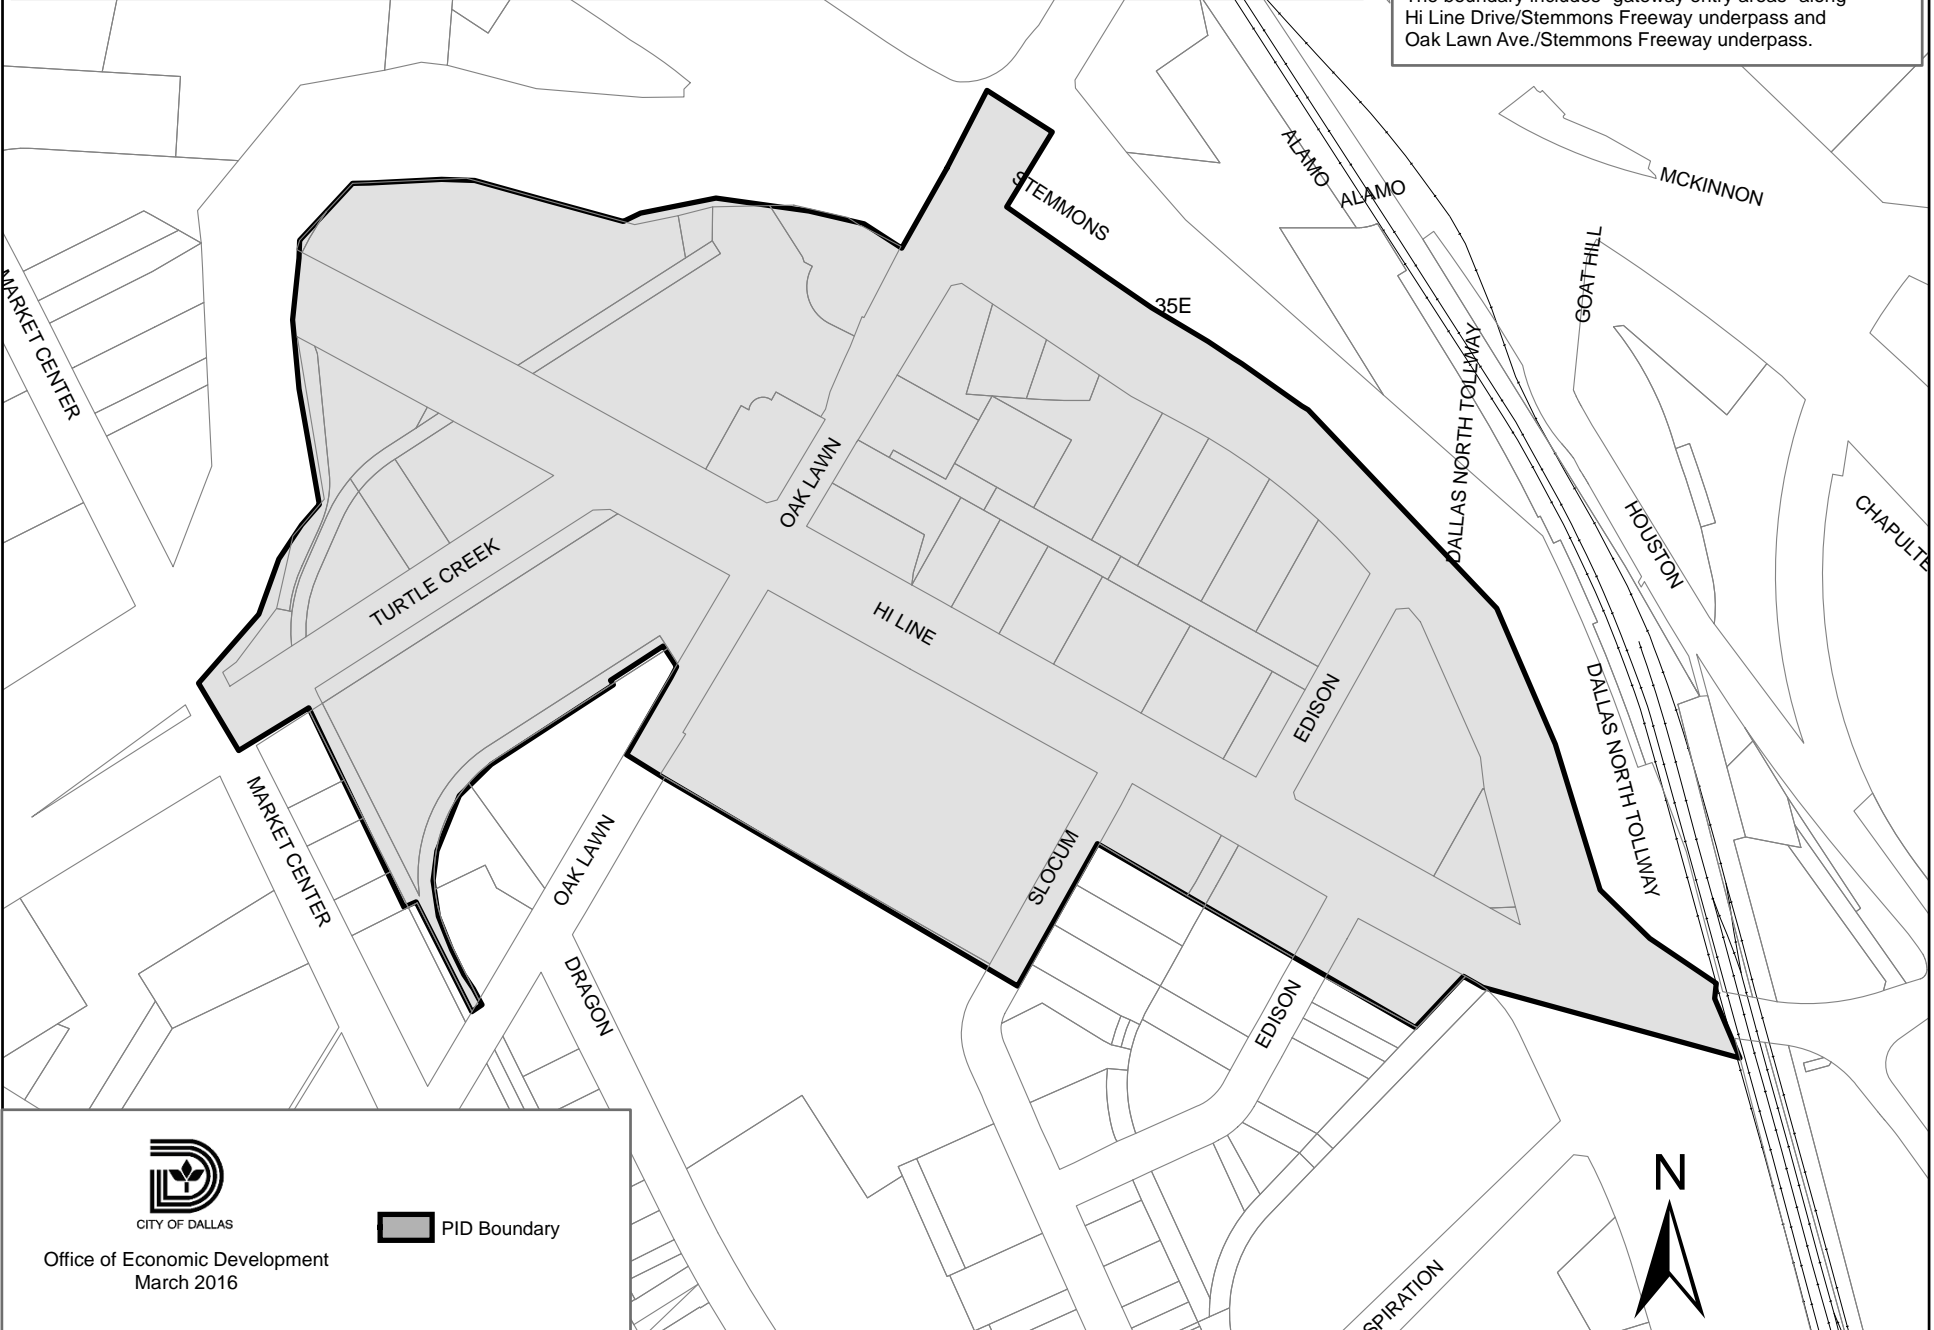 Hi Line Drive/Stemmons Freeway underpass and
Oak Lawn Ave./Stemmons Freeway underpass.
ALAMO
ALAMO
MCKINNON
STEMMONS
GOAT HILL
MARKET CENTER
35E
DALLAS NORTH TOLLWAY
OAK LAWN
HOUSTON
TURTLE CREEK
HI LINE
EDISON
DALLAS NORTH TOLLWAY
MARKET CENTER
OAK LAWN
SLOCUM
DRAGON
EDISON
N
CITY OF DALLAS
PID Boundary
Office of Economic Development
March 2016